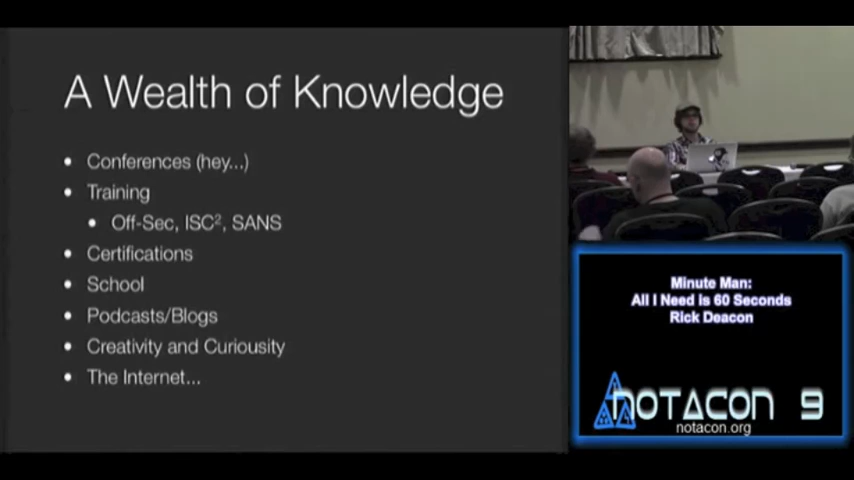 A Wealth of Knowledge
• Conferences (hey...)
• Training
• Off-Sec, ISC², SANS
• Certifications
• School
• Podcasts/Blogs
• Creativity and Curiousity
• The Internet...
Minute Man:
All I Need is 60 Seconds
Rick Deacon
NOTACON 9
notacon.org